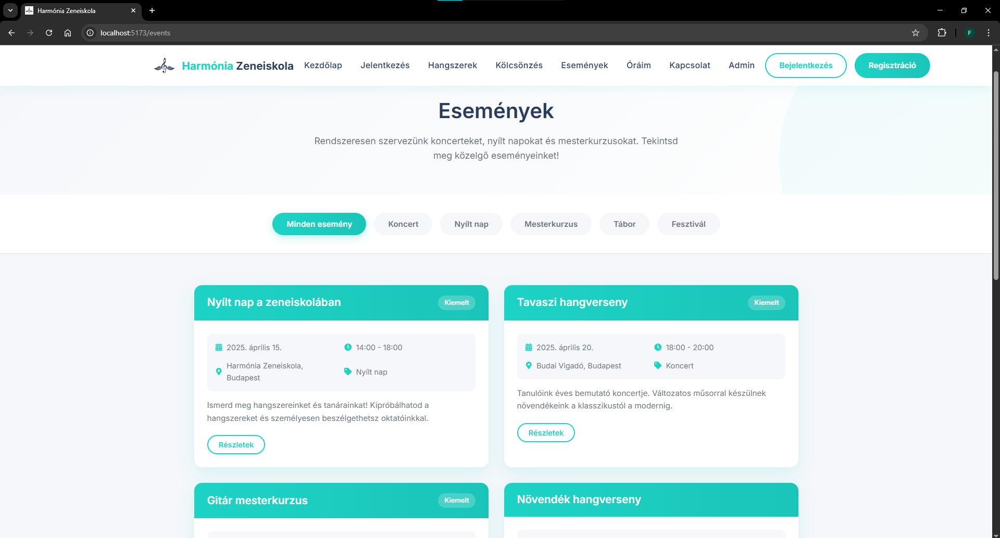 Harmónia Zeneiskola
localhost:5173/events
F
Harmónia Zeneiskola
Kezdőlap
Jelentkezés
Hangszerek
Kölcsönzés
Események
Óráim
Kapcsolat
Admin
Bejelentkezés
Regisztráció
Események
Rendszeresen szervezünk koncerteket, nyílt napokat és mesterkurzusokat. Tekintsd
meg közelgő eseményeinket!
Minden esemény
Koncert
Nyílt nap
Mesterkurzus
Tábor
Fesztivál
Nyílt nap a zeneiskolában
Kiemelt
2025. április 15.
14:00 - 18:00
Harmónia Zeneiskola,
Budapest
Nyílt nap
Ismerd meg hangszereinket és tanárainkat! Kipróbálhatod a
hangszereket és személyesen beszélgethetsz oktatóinkkal.
Részletek
Tavaszi hangverseny
Kiemelt
2025. április 20.
18:00 - 20:00
Budai Vigadó, Budapest
Koncert
Tanulóink éves bemutató koncertje. Változatos műsorral készülnek
növendékeink a klasszikustól a modernig.
Részletek
Gitár mesterkurzus
Kiemelt
Növendék hangverseny